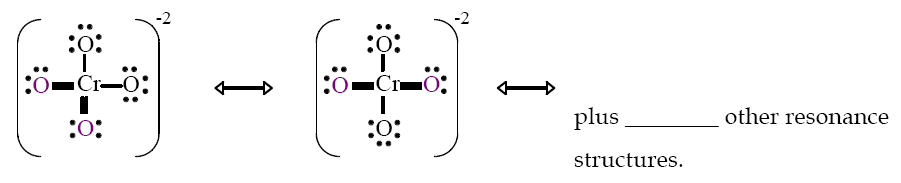 -2 -2
O O
O Cr O O Cr O
O O
plus ________ other resonance
structures.